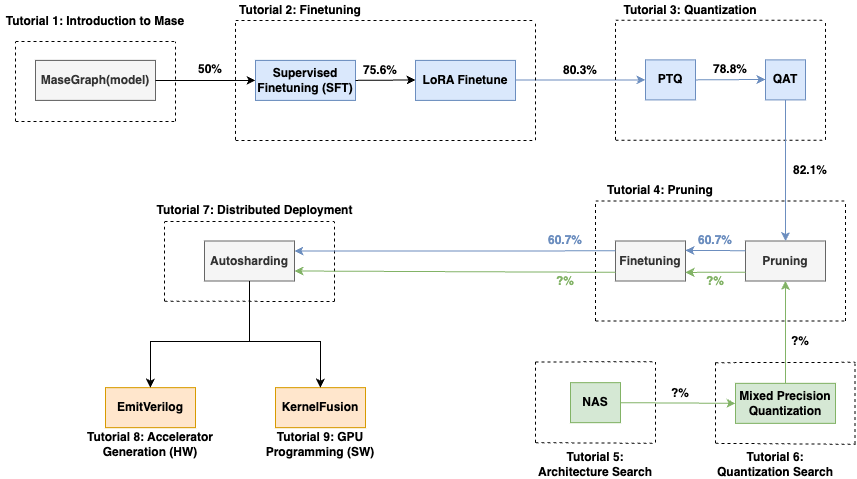 Tutorial 1: Introduction to Mase
Tutorial 2: Finetuning
Tutorial 3: Quantization
MaseGraph(model)
50%
Supervised
Finetuning (SFT)
75.6%
LoRA Finetune
80.3%
PTQ
78.8%
QAT
82.1%
Tutorial 4: Pruning
Tutorial 7: Distributed Deployment
Autosharding
60.7%
?%
Finetuning
60.7%
?%
Pruning
?%
EmitVerilog
KernelFusion
Tutorial 8: Accelerator
Generation (HW)
Tutorial 9: GPU
Programming (SW)
NAS
?%
Mixed Precision
Quantization
Tutorial 5:
Architecture Search
Tutorial 6:
Quantization Search